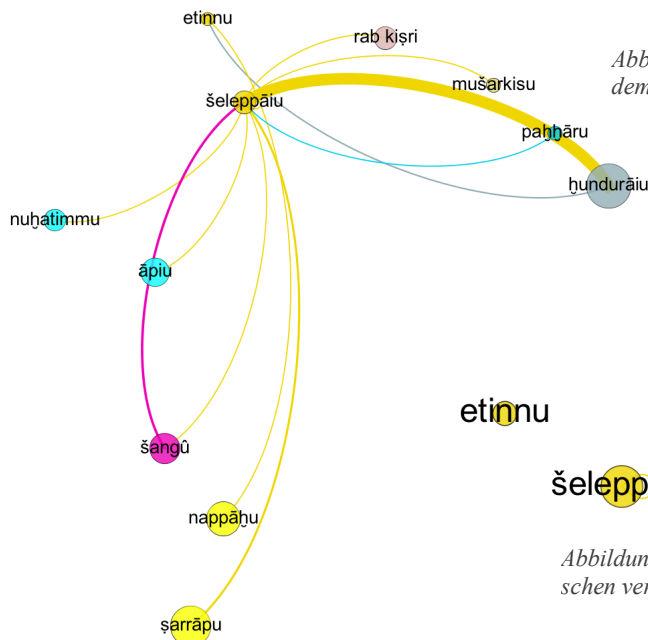 etinnu
rab kiṣri
mušarkisu
Abb
dem
šeleppāiu
paḫḫāru
ḫundurāiu
nuḫatimmu
āpiu
etinnu
šangû
šelepp
nappāḫu
Abbildun
schen ver
ṣarrāpu